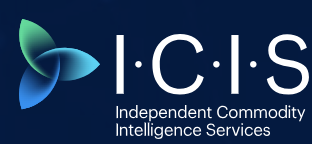 I·C·I·S
Independent Commodity
Intelligence Services